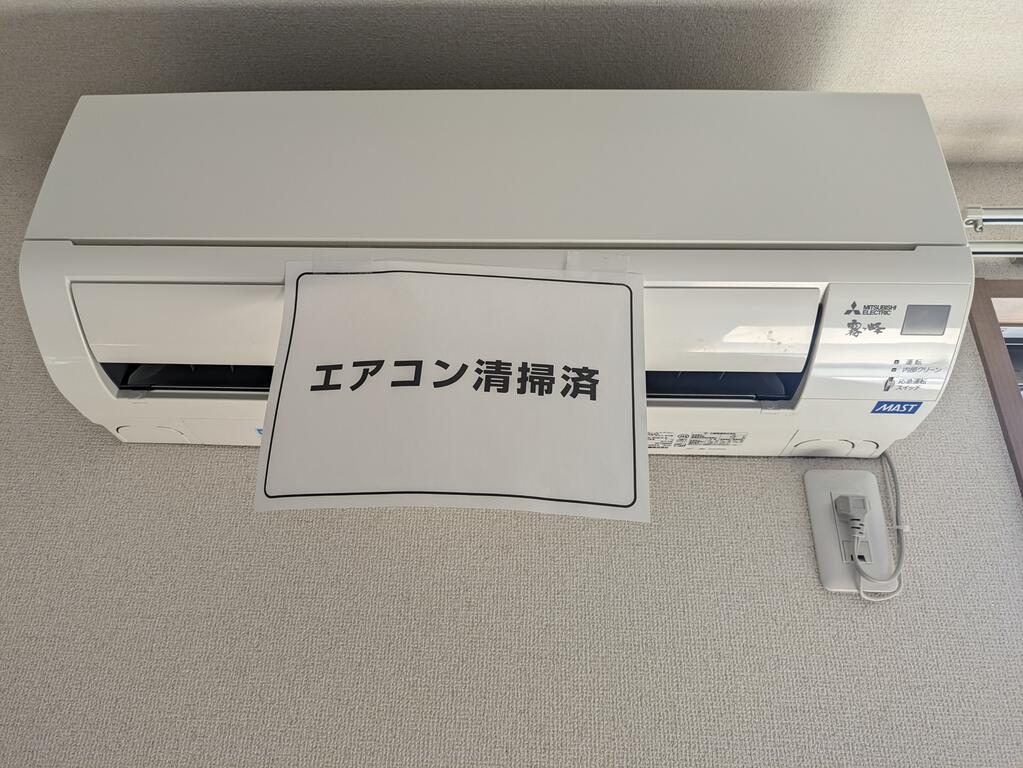 エアコン清掃済
MITSUBISHI
ELECTRIC
霧ヶ峰
運転
内部クリーン
応急運転
スイッチ
MAST